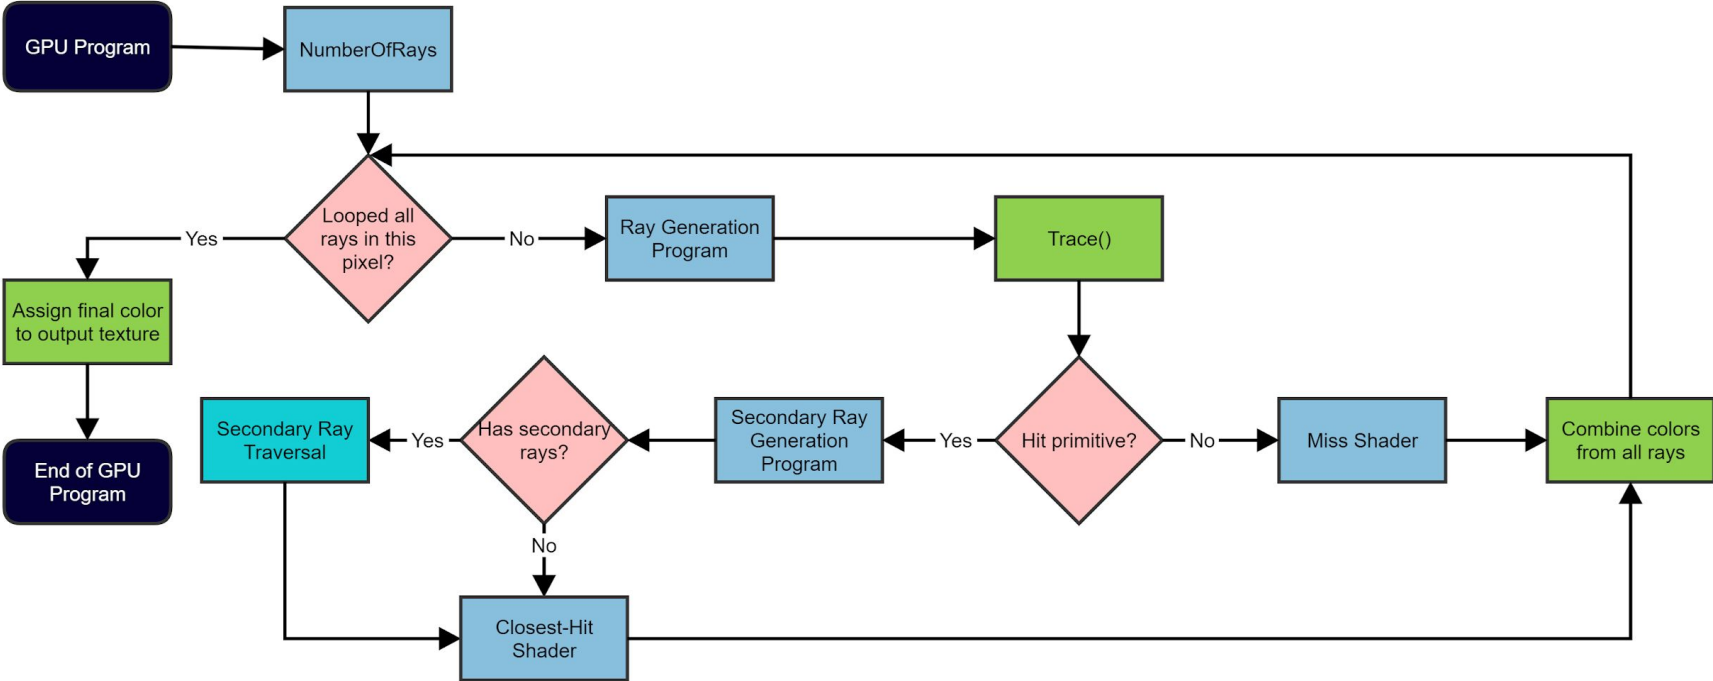 GPU Program
NumberOfRays
Looped all
rays in this
pixel?
Yes
No
Ray Generation
Program
Trace()
Assign final color
to output texture
Secondary Ray
Traversal
Yes
Has secondary
rays?
Secondary Ray
Generation
Program
Yes
Hit primitive?
No
Miss Shader
Combine colors
from all rays
End of GPU
Program
No
Closest-Hit
Shader